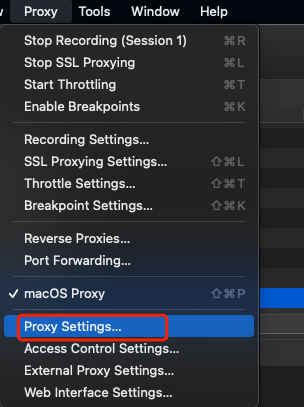 Proxy Tools Window Help
Stop Recording (Session 1) ⌘R
Stop SSL Proxying ⌘L
Start Throttling ⌘T
Enable Breakpoints ⌘K
Recording Settings...
SSL Proxying Settings... ⇧⌘L
Throttle Settings... ⇧⌘T
Breakpoint Settings... ⇧⌘K
Reverse Proxies...
Port Forwarding...
✓ macOS Proxy ⇧⌘P
Proxy Settings...
Access Control Settings...
External Proxy Settings...
Web Interface Settings...